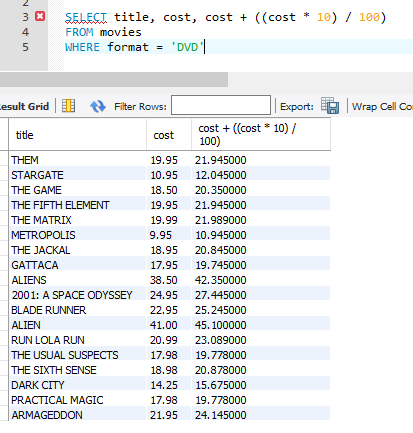 2
3 SELECT title, cost, cost + ((cost * 10) / 100)
4 FROM movies
5 WHERE format = 'DVD'
Result Grid Filter Rows: Export: Wrap Cell Co
title cost cost + ((cost * 10) / 100)
THEM 19.95 21.945000
STARGATE 10.95 12.045000
THE GAME 18.50 20.350000
THE FIFTH ELEMENT 19.95 21.945000
THE MATRIX 19.99 21.989000
METROPOLIS 9.95 10.945000
THE JACKAL 18.95 20.845000
GATTACA 17.95 19.745000
ALIENS 38.50 42.350000
2001: A SPACE ODYSSEY 24.95 27.445000
BLADE RUNNER 22.95 25.245000
ALIEN 41.00 45.100000
RUN LOLA RUN 20.99 23.089000
THE USUAL SUSPECTS 17.98 19.778000
THE SIXTH SENSE 18.98 20.878000
DARK CITY 14.25 15.675000
PRACTICAL MAGIC 17.98 19.778000
ARMAGEDDON 21.95 24.145000